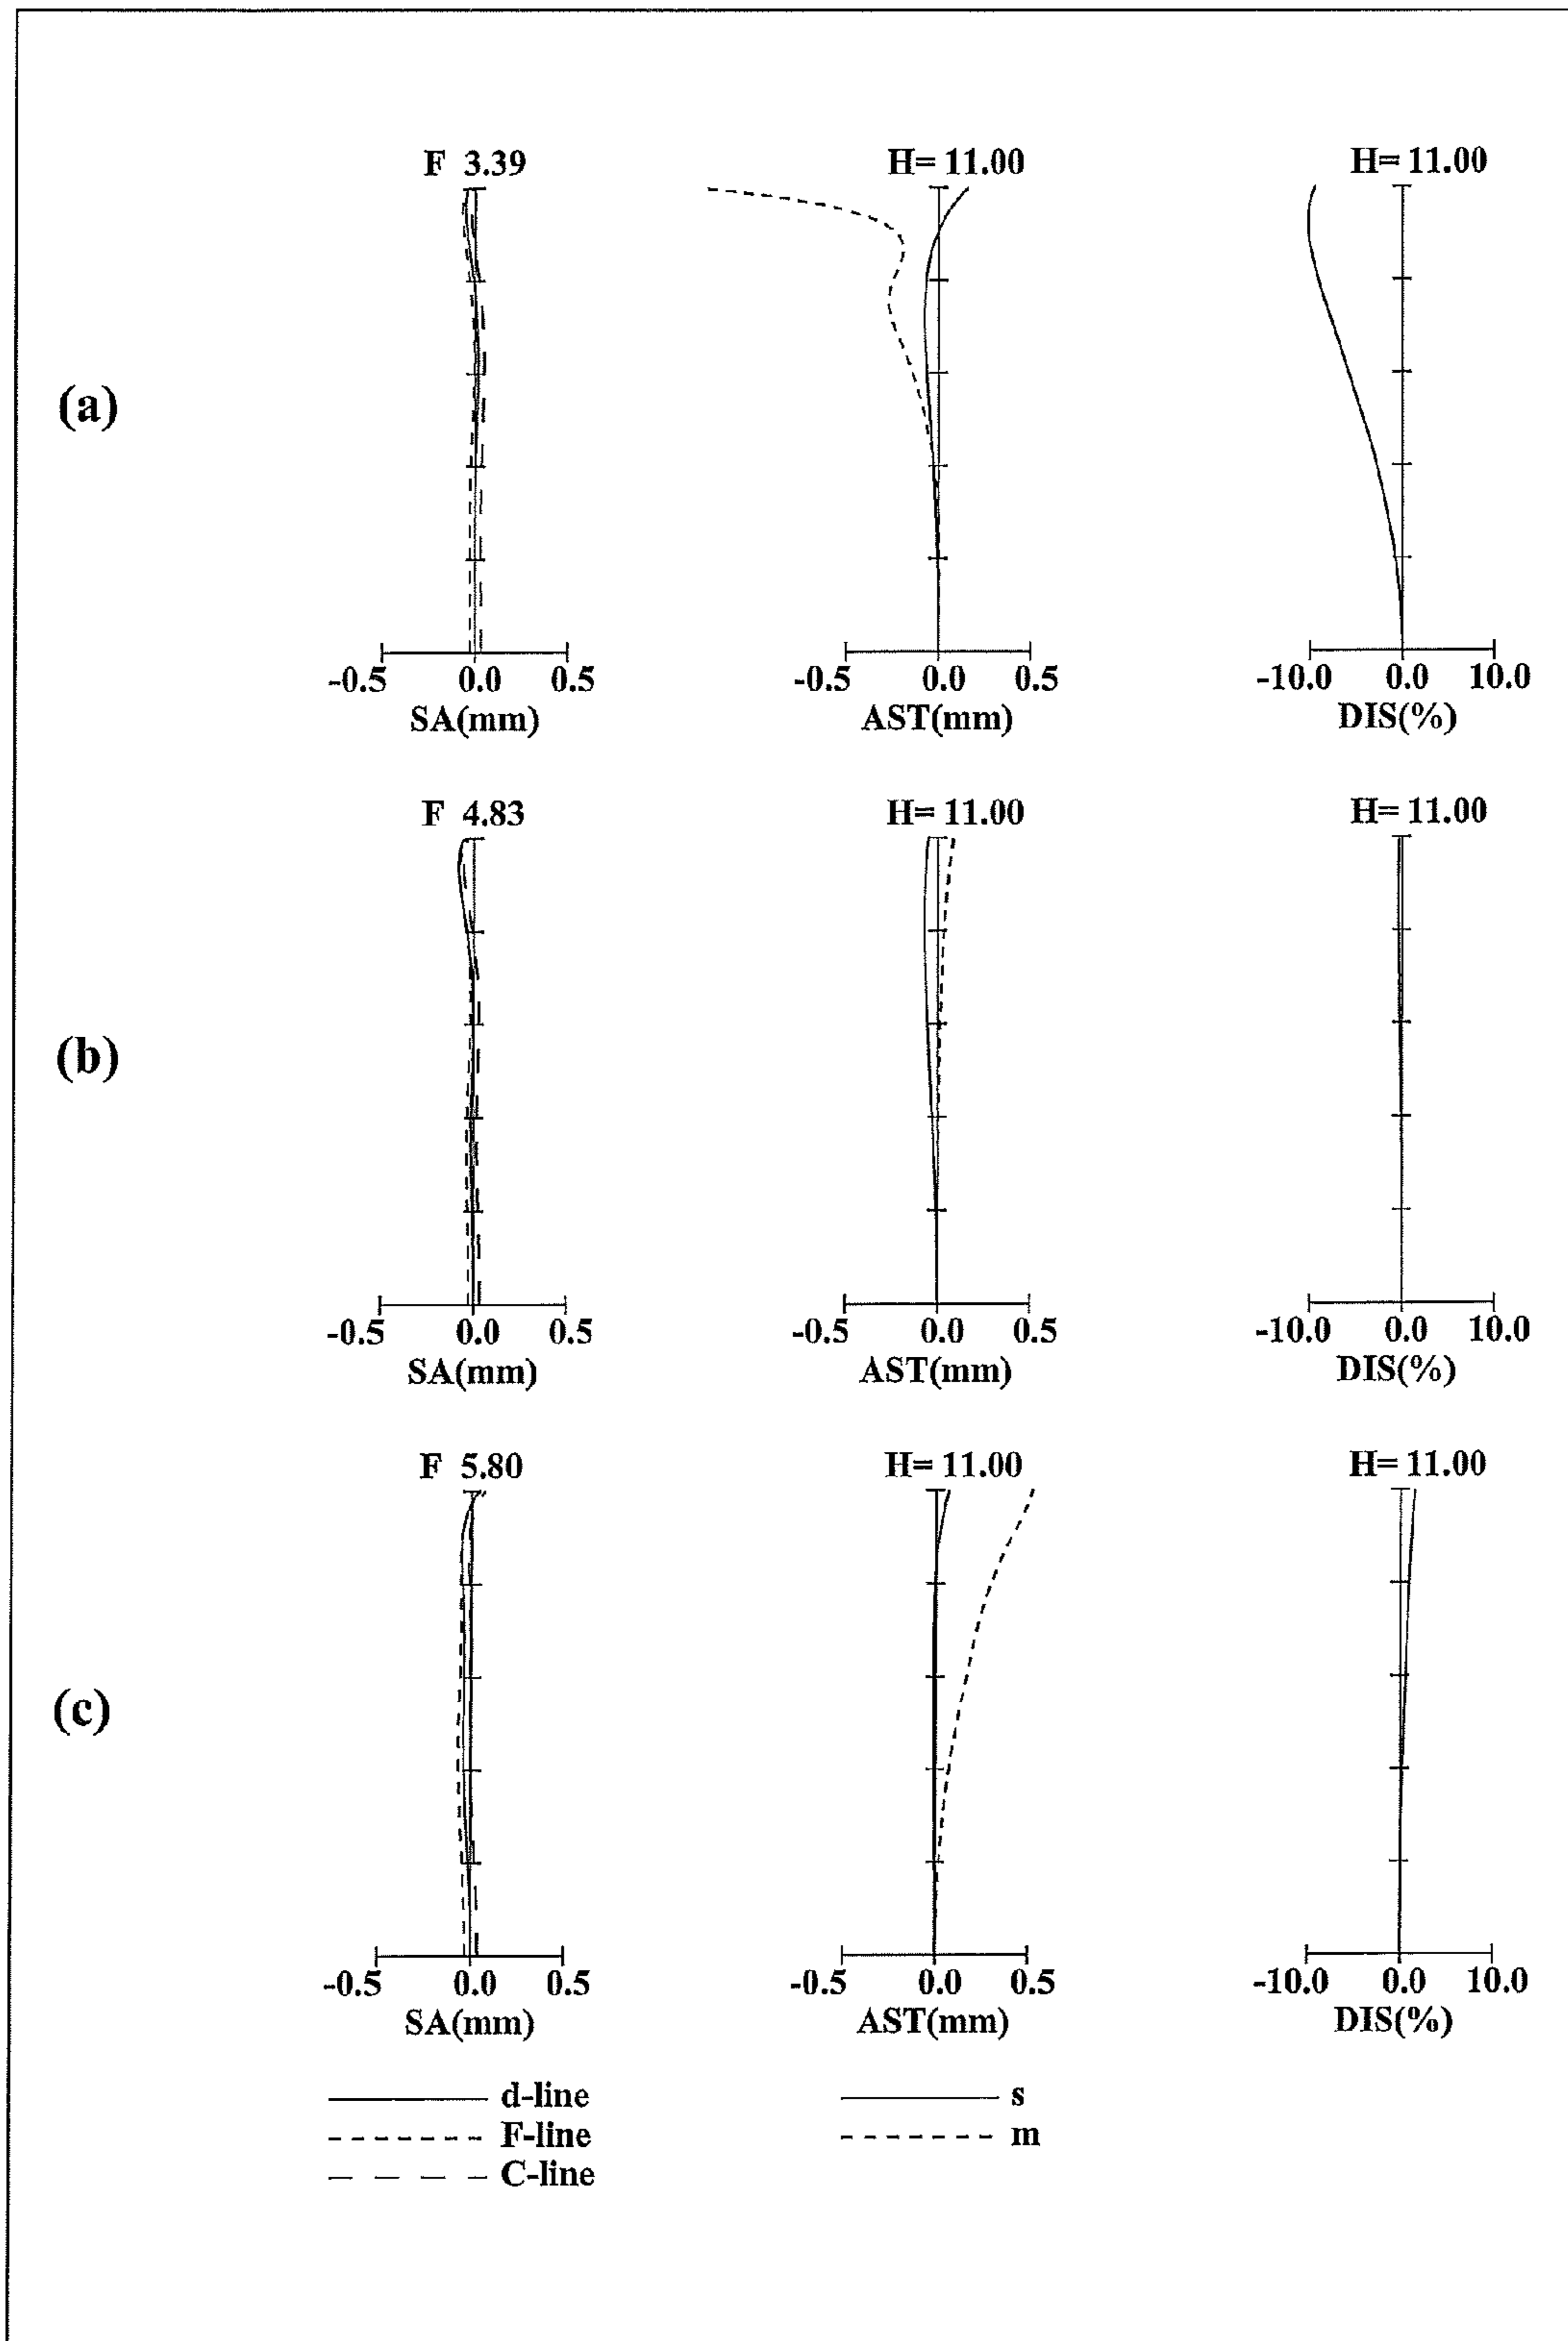 F 3.39 H= 11.00 H= 11.00
(a)
-0.5 0.0 0.5 -0.5 0.0 0.5 -10.0 0.0 10.0
SA(mm) AST(mm) DIS(%)
F 4.83 H= 11.00 H= 11.00
(b)
-0.5 0.0 0.5 -0.5 0.0 0.5 -10.0 0.0 10.0
SA(mm) AST(mm) DIS(%)
F 5.80 H= 11.00 H= 11.00
(c)
-0.5 0.0 0.5 -0.5 0.0 0.5 -10.0 0.0 10.0
SA(mm) AST(mm) DIS(%)
d-line s
F-line m
C-line